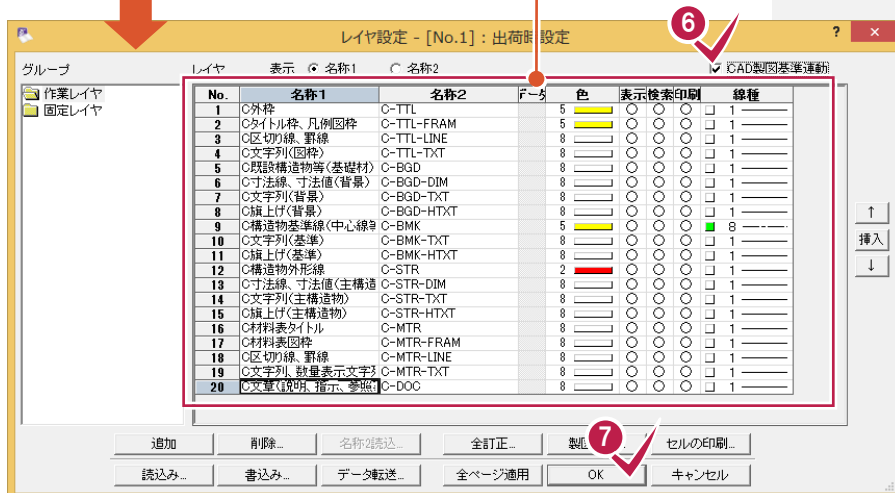 レイヤ設定 - [No.1]：出荷時設定
? ×
6
グループ
レイヤ 表示 名称1 名称2
CAD製図基準連動
作業レイヤ
固定レイヤ
No. 名称1 名称2 データ 色 表示 検索 印刷 線種
1 C外枠 C-TTL 5 1
2 Cタイトル枠、凡例図枠 C-TTL-FRAM 5 1
3 C区切り線、罫線 C-TTL-LINE 8 1
4 C文字列(図枠) C-TTL-TXT 8 1
5 C既設構造物等(基礎材) C-BGD 8 1
6 C寸法線、寸法値(背景) C-BGD-DIM 8 1
7 C文字列(背景) C-BGD-TXT 8 1
8 C旗上げ(背景) C-BGD-HTXT 8 1
9 C構造物基準線(中心線等 C-BMK 5 8
10 C文字列(基準) C-BMK-TXT 8 1
11 C旗上げ(基準) C-BMK-HTXT 8 1
12 C構造物外形線 C-STR 2 1
13 C寸法線、寸法値(主構造 C-STR-DIM 8 1
14 C文字列(主構造物) C-STR-TXT 8 1
15 C旗上げ(主構造物) C-STR-HTXT 8 1
16 C材料表タイトル C-MTR 8 1
17 C材料表図枠 C-MTR-FRAM 8 1
18 C区切り線、罫線 C-MTR-LINE 8 1
19 C文字列、数量表示文字列 C-MTR-TXT 8 1
20 C文章(説明、指示、参照 C-DOC 8 1
↑
挿入
↓
追加 削除... 名称2読込... 全訂正... 製図 ... セルの印刷...
7
読込み... 書込み... データ転送... 全ページ適用 OK キャンセル